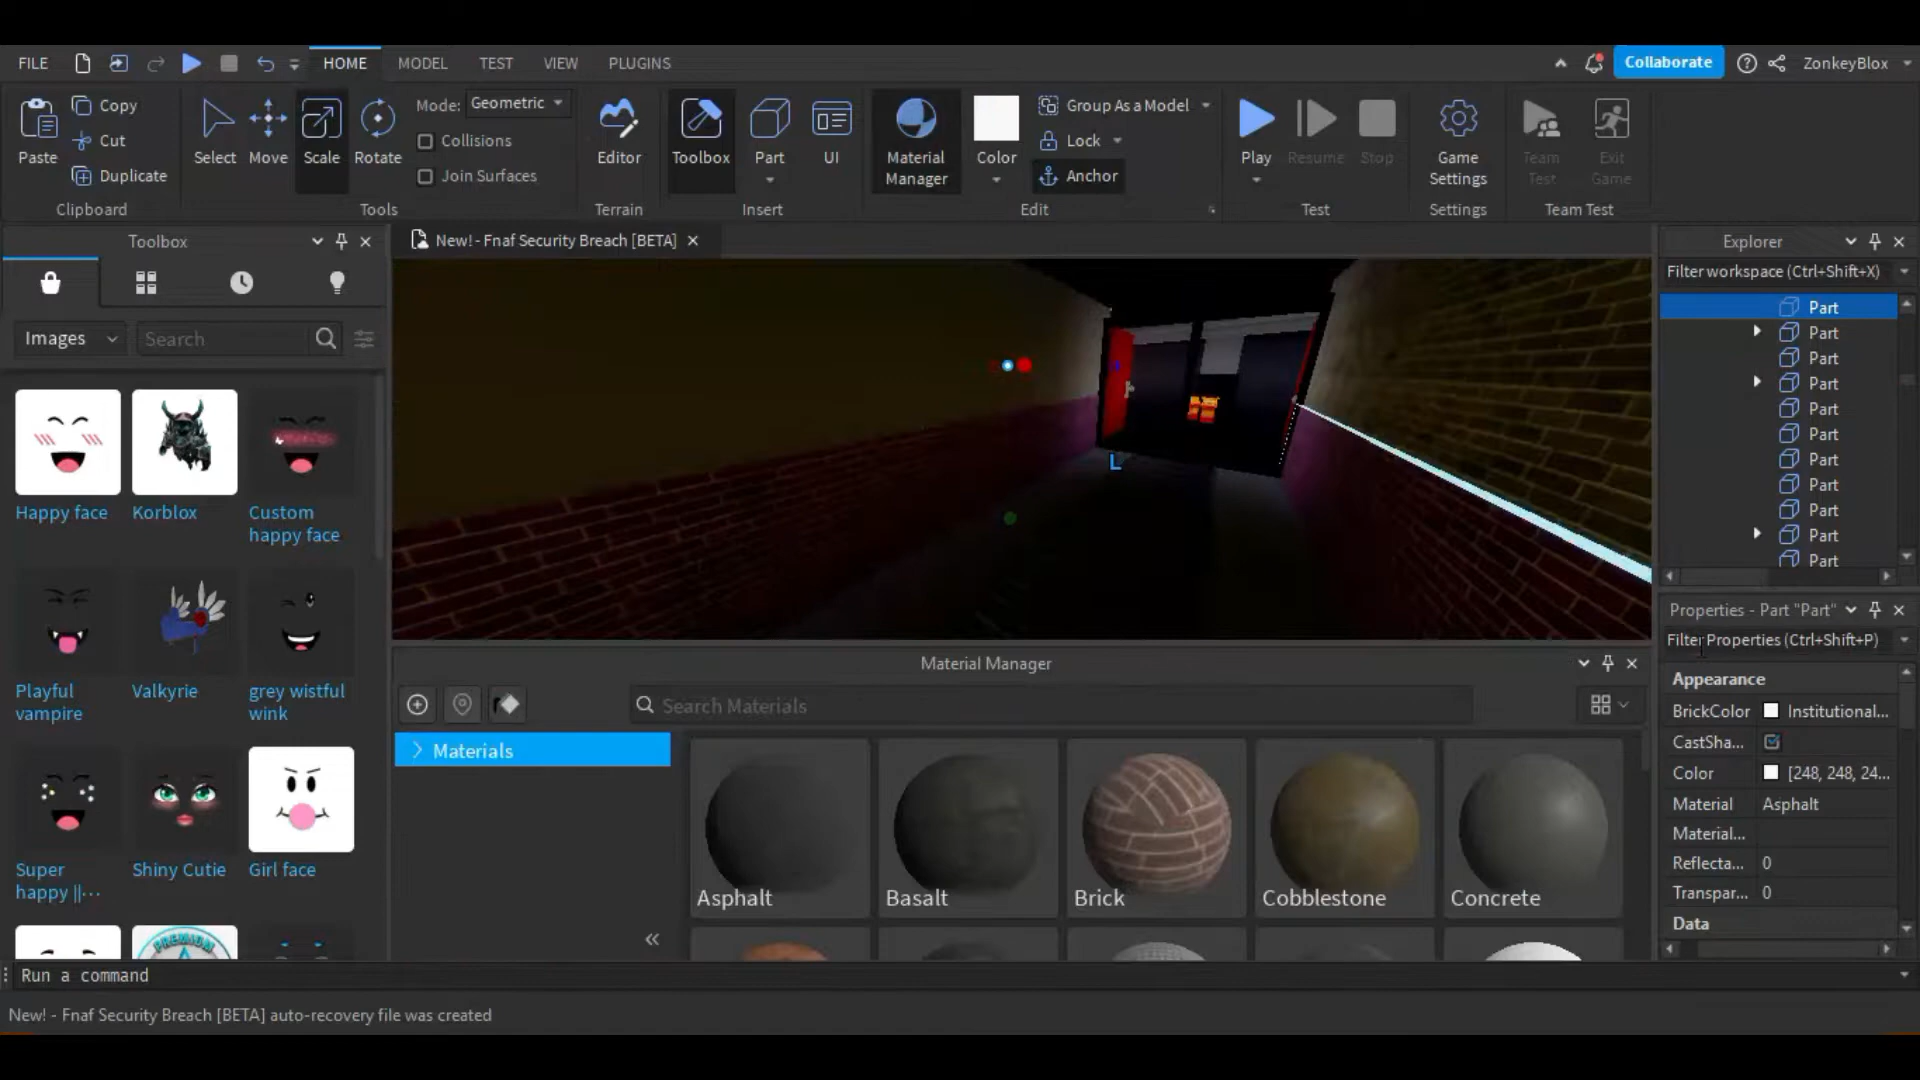 FILE
HOME
MODEL
TEST
VIEW
PLUGINS
Collaborate
ZonkeyBlox
Paste
Copy
Cut
Duplicate
Clipboard
Select
Move
Scale
Rotate
Mode:
Geometric
Collisions
Join Surfaces
Tools
Editor
Terrain
Toolbox
Part
UI
Insert
Material
Manager
Color
Group As a Model
Lock
Anchor
Edit
Play
Resume
Stop
Test
Game
Settings
Settings
Team
Test
Exit
Game
Team Test
Toolbox
Images
Search
Happy face
Korblox
Custom
happy face
Playful
vampire
Valkyrie
grey wistful
wink
Super
happy ||...
Shiny Cutie
Girl face
PREMIUM
New! - Fnaf Security Breach [BETA]
L
Material Manager
Search Materials
Materials
Asphalt
Basalt
Brick
Cobblestone
Concrete
Explorer
Filter workspace (Ctrl+Shift+X)
Part
Part
Part
Part
Part
Part
Part
Part
Part
Part
Part
Properties - Part "Part"
Filter Properties (Ctrl+Shift+P)
Appearance
BrickColor Institutional...
CastSha...
Color [248, 248, 24...
Material Asphalt
Material...
Reflecta... 0
Transpar... 0
Data
Run a command
New! - Fnaf Security Breach [BETA] auto-recovery file was created